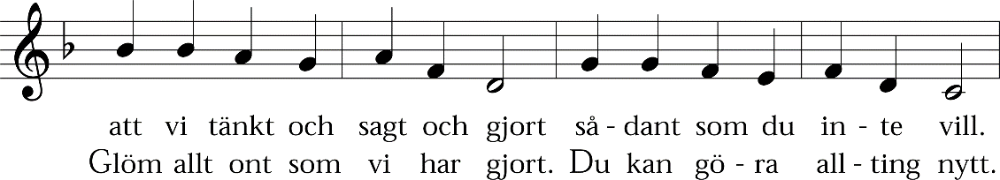 att vi tänkt och sagt och gjort så - dant som du in - te vill.
Glöm allt ont som vi har gjort. Du kan gö - ra all - ting nytt.